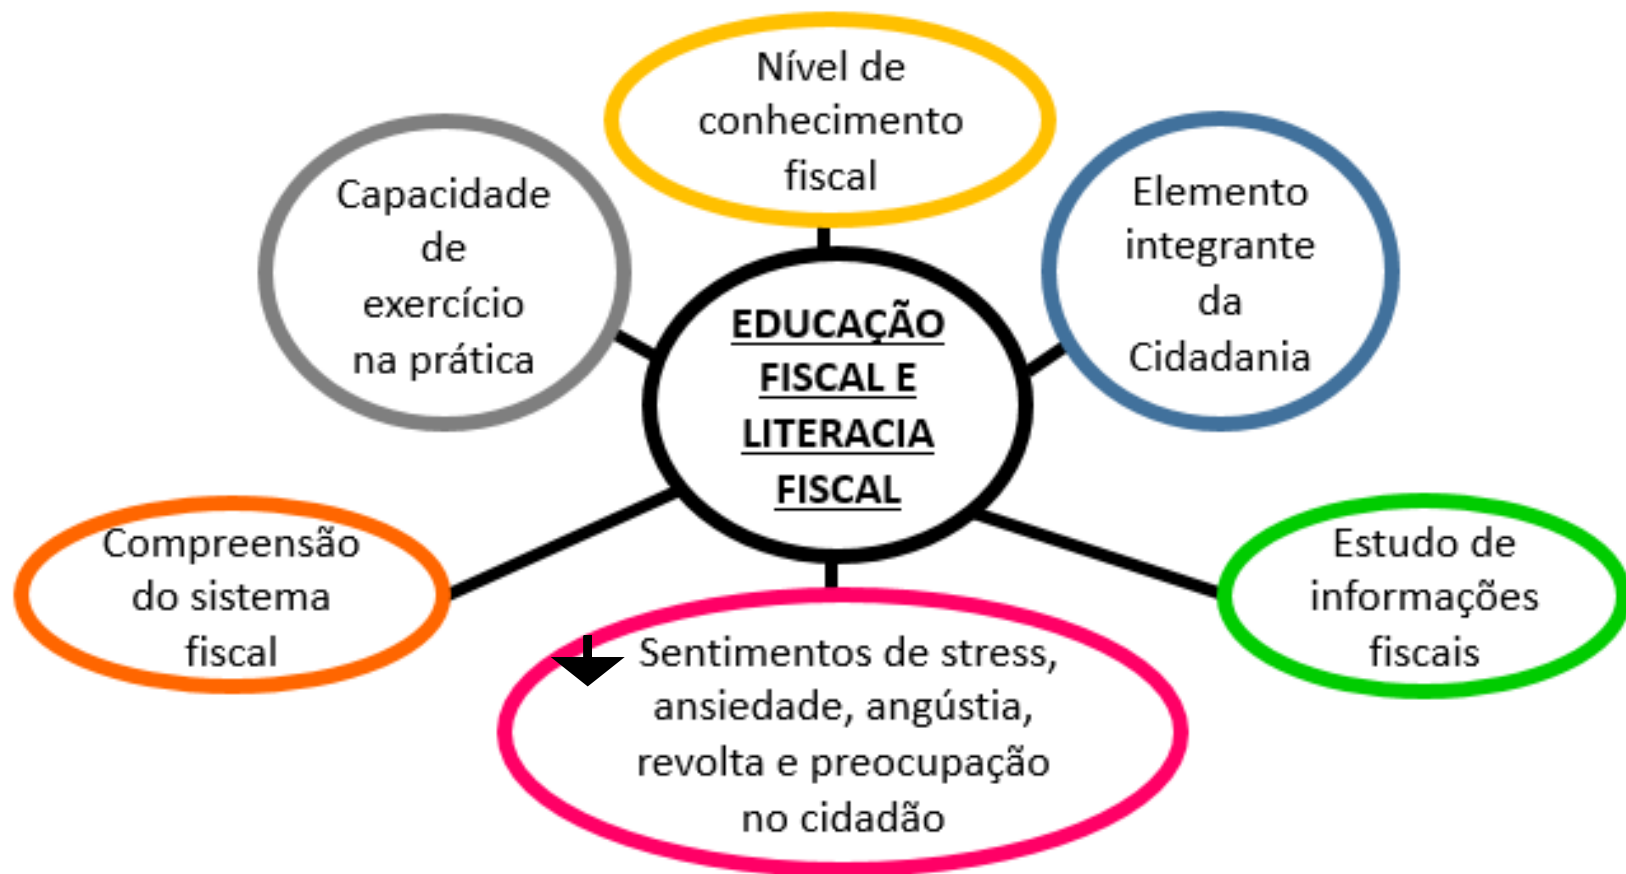 Nível de
conhecimento
fiscal
Capacidade
de
exercício
na prática
Elemento
integrante
da
Cidadania
EDUCAÇÃO
FISCAL E
LITERACIA
FISCAL
Compreensão
do sistema
fiscal
Sentimentos de stress,
ansiedade, angústia,
revolta e preocupação
no cidadão
Estudo de
informações
fiscais